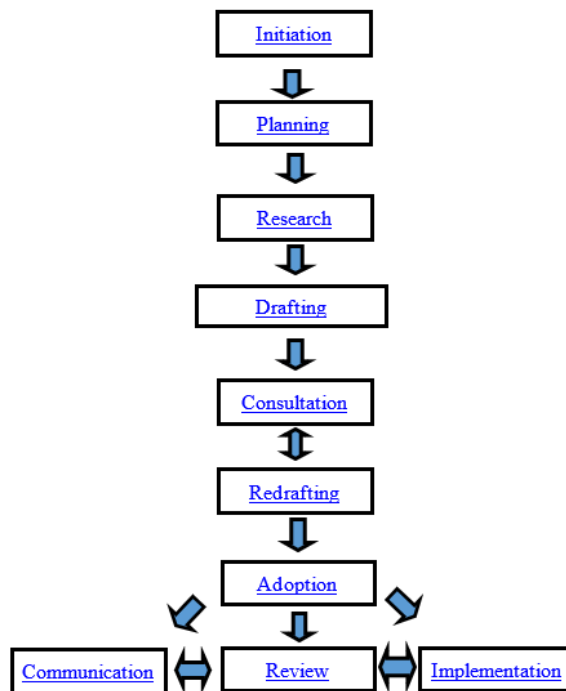 Initiation
Planning
Research
Drafting
Consultation
Redrafting
Adoption
Communication
Review
Implementation